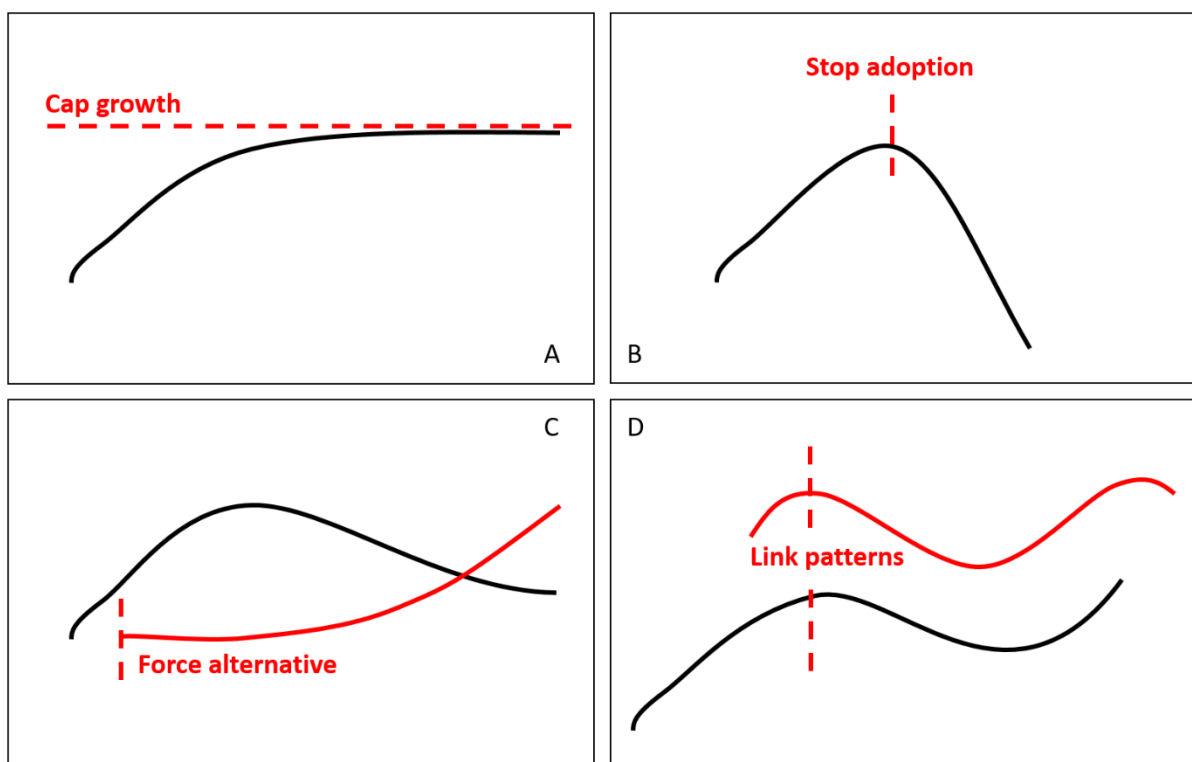 Cap growth
A
Stop adoption
B
C
Force alternative
D
Link patterns